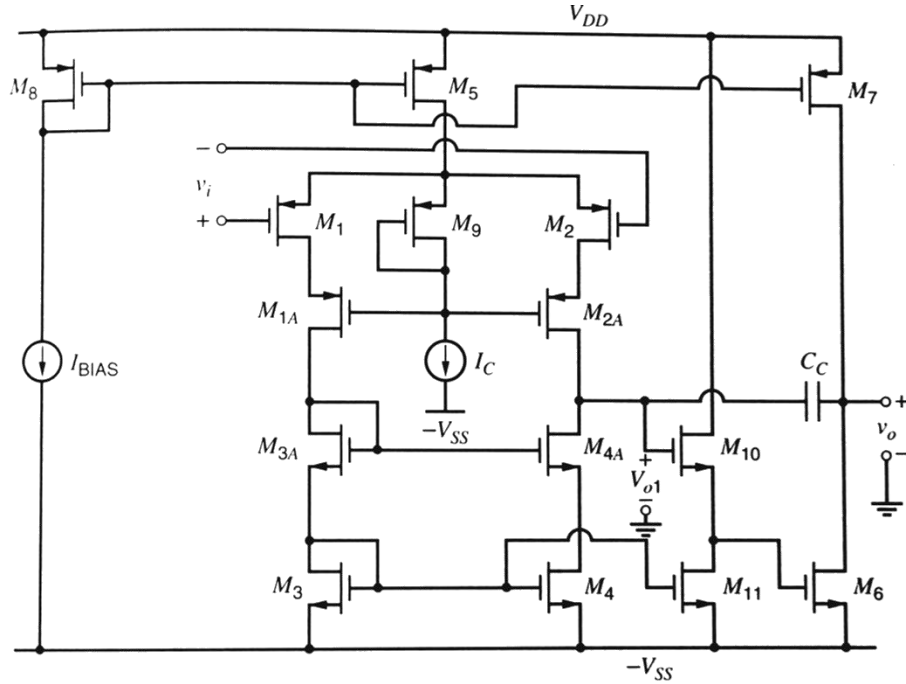 V_DD
M_8
M_5
M_7
−
v_i
+
M_1
M_9
M_2
M_1A
M_2A
I_BIAS
I_C
C_C
+
−V_SS
v_o
M_3A
M_4A
+
M_10
−
V_o1
−
M_3
M_4
M_11
M_6
−V_SS